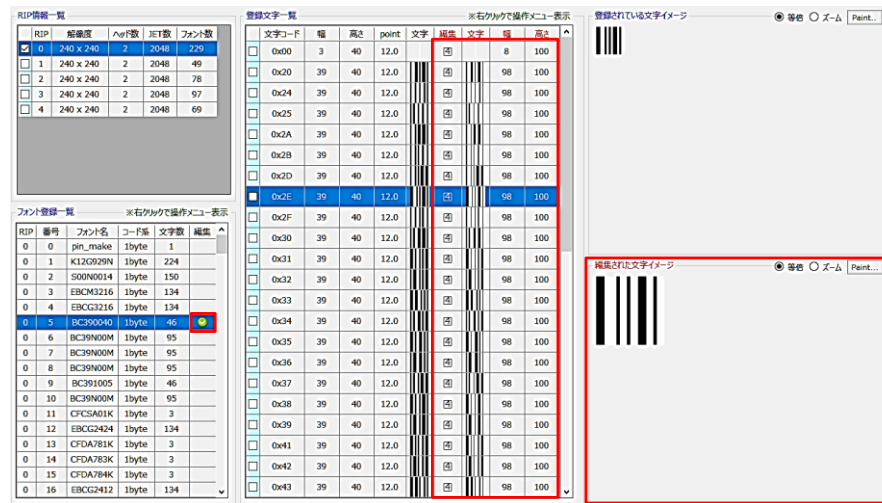 RIP情報一覧
RIP 解像度 ヘッド数 JET数 フォント数
0 240 x 240 2 2048 229
1 240 x 240 2 2048 49
2 240 x 240 2 2048 78
3 240 x 240 2 2048 97
4 240 x 240 2 2048 69
フォント登録一覧 ※右クリックで操作メニュー表示
RIP 番号 フォント名 コード系 文字数 編集
0 0 pin_make 1byte 1
0 1 K12G929N 1byte 224
0 2 S00N0014 1byte 150
0 3 EBCM3216 1byte 134
0 4 EBCG3216 1byte 134
0 5 BC390040 1byte 46
0 6 BC39N00M 1byte 95
0 7 BC39N00M 1byte 95
0 8 BC39N00M 1byte 95
0 9 BC391005 1byte 46
0 10 BC39N00M 1byte 95
0 11 CFCSA01K 1byte 3
0 12 EBCG2424 1byte 134
0 13 CFDA781K 1byte 3
0 14 CFDA783K 1byte 3
0 15 CFDA784K 1byte 3
0 16 EBCG2412 1byte 134
登録文字一覧 ※右クリックで操作メニュー表示
文字コード 幅 高さ point 文字 編集 文字 幅 高さ
0x00 3 40 12.0 8 100
0x20 39 40 12.0 98 100
0x24 39 40 12.0 98 100
0x25 39 40 12.0 98 100
0x2A 39 40 12.0 98 100
0x2B 39 40 12.0 98 100
0x2D 39 40 12.0 98 100
0x2E 39 40 12.0 98 100
0x2F 39 40 12.0 98 100
0x30 39 40 12.0 98 100
0x31 39 40 12.0 98 100
0x32 39 40 12.0 98 100
0x33 39 40 12.0 98 100
0x34 39 40 12.0 98 100
0x35 39 40 12.0 98 100
0x36 39 40 12.0 98 100
0x37 39 40 12.0 98 100
0x38 39 40 12.0 98 100
0x39 39 40 12.0 98 100
0x41 39 40 12.0 98 100
0x42 39 40 12.0 98 100
0x43 39 40 12.0 98 100
登録されている文字イメージ 等倍 ズーム Paint..
編集された文字イメージ 等倍 ズーム Paint..